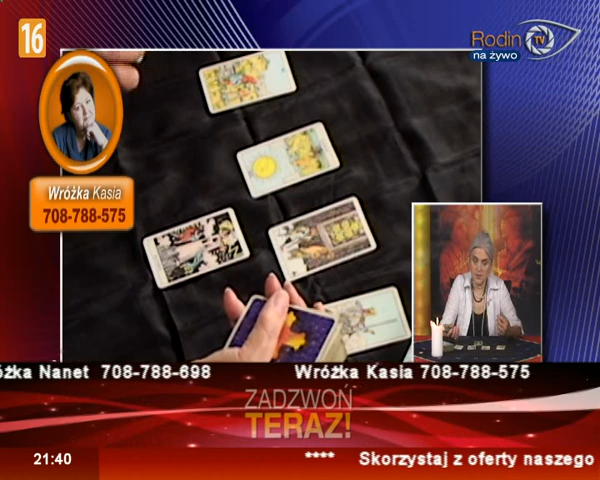 16
Rodin TV
na żywo
Wróżka Kasia
708-788-575
Nanet 708-788-698 Wróżka Kasia 708-788-575
ZADZWOŃ
TERAZ!
21:40 **** Skorzystaj z oferty naszego